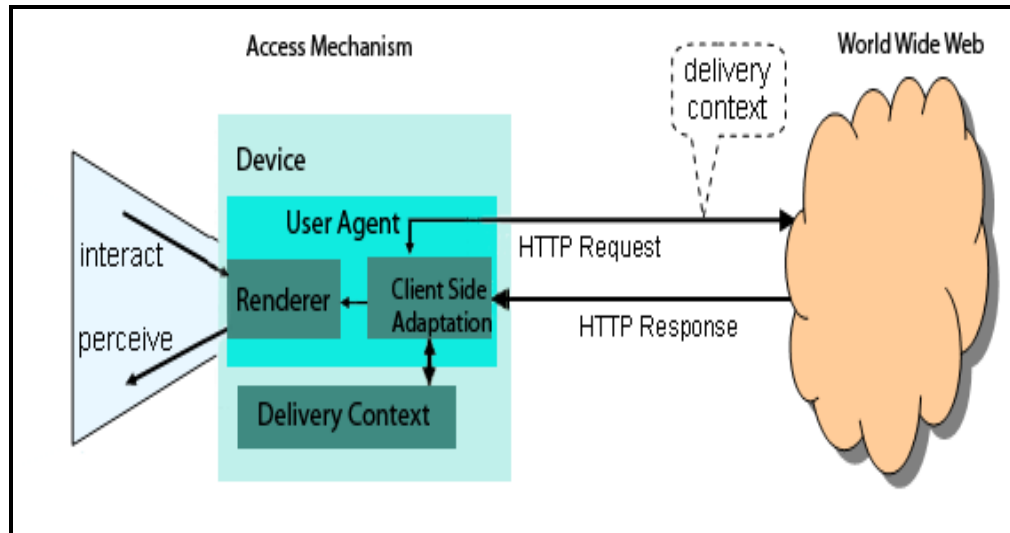 Access Mechanism
World Wide Web
delivery
context
Device
User Agent
HTTP Request
interact
Renderer
Client Side
Adaptation
HTTP Response
perceive
Delivery Context